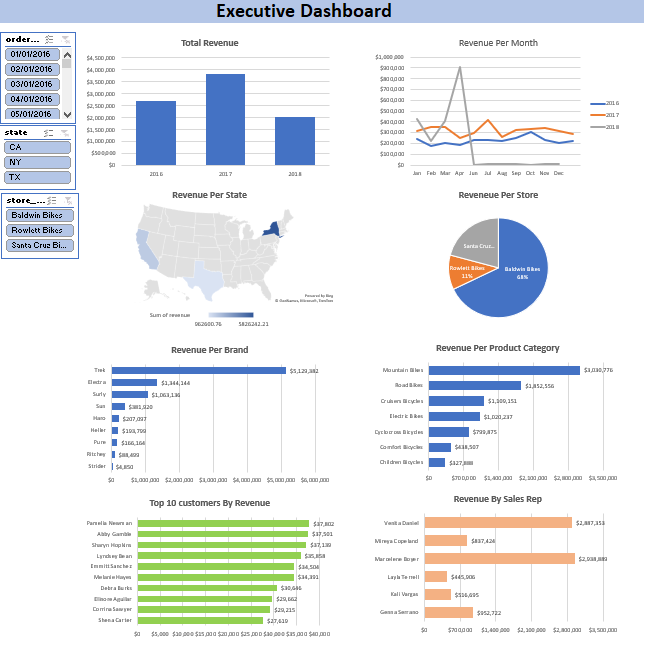 Executive Dashboard
order...
01/01/2016
02/01/2016
03/01/2016
04/01/2016
05/01/2016
state
CA
NY
TX
store_...
Baldwin Bikes
Rowlett Bikes
Santa Cruz Bi...
Total Revenue
$4,500,000
$4,000,000
$3,500,000
$3,000,000
$2,500,000
$2,000,000
$1,500,000
$1,000,000
$500,000
$0
2016 2017 2018
Revenue Per Month
$1,000,000
$900,000
$800,000
$700,000
$600,000
$500,000
$400,000
$300,000
$200,000
$100,000
$0
Jan Feb Mar Apr Jun Jul Aug Sep Oct Nov Dec
2016
2017
2018
Revenue Per State
Powered by Bing
© GeoNames, Microsoft, TomTom
Sum of revenue
962600.76 5826242.21
Reveneue Per Store
Santa Cruz...
Rowlett Bikes
11%
Baldwin Bikes
68%
Revenue Per Brand
Trek $5,129,382
Electra $1,344,144
Surly $1,063,136
Sun $381,920
Haro $207,097
Heller $193,799
Pure $166,164
Ritchey $88,499
Strider $4,850
$0 $1,000,000 $2,000,000 $3,000,000 $4,000,000 $5,000,000 $6,000,000
Revenue Per Product Category
Mountain Bikes $3,030,776
Road Bikes $1,852,556
Cruisers Bicycles $1,109,151
Electric Bikes $1,020,237
Cyclocross Bicycles $799,875
Comfort Bicycles $438,507
Children Bicycles $327,888
$0 $700,000 $1,400,000 $2,100,000 $2,800,000 $3,500,000
Top 10 customers By Revenue
Pamelia Newman $37,802
Abby Gamble $37,501
Sharyn Hopkins $37,139
Lyndsey Bean $35,858
Emmitt Sanchez $34,504
Melanie Hayes $34,391
Debra Burks $30,646
Elinore Aguilar $29,662
Corrina Sawyer $29,215
Shena Carter $27,619
$0 $5,000 $10,000 $15,000 $20,000 $25,000 $30,000 $35,000 $40,000
Revenue By Sales Rep
Venita Daniel $2,887,353
Mireya Copeland $837,424
Marcelene Boyer $2,938,889
Layla Terrell $445,906
Kali Vargas $516,695
Genna Serrano $952,722
$0 $700,000 $1,400,000 $2,100,000 $2,800,000 $3,500,000